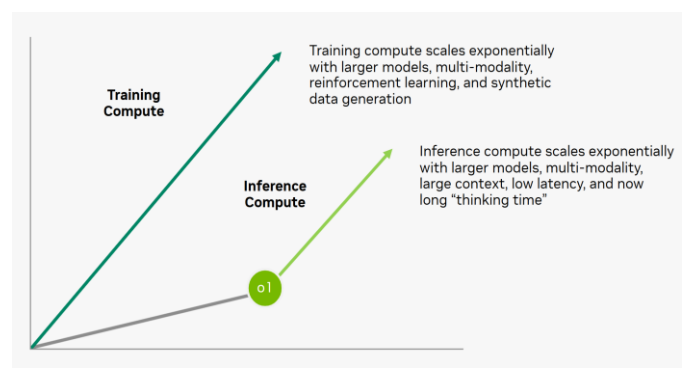 Training
Compute
Training compute scales exponentially
with larger models, multi-modality,
reinforcement learning, and synthetic
data generation
Inference
Compute
Inference compute scales exponentially
with larger models, multi-modality,
large context, low latency, and now
long “thinking time”
o1